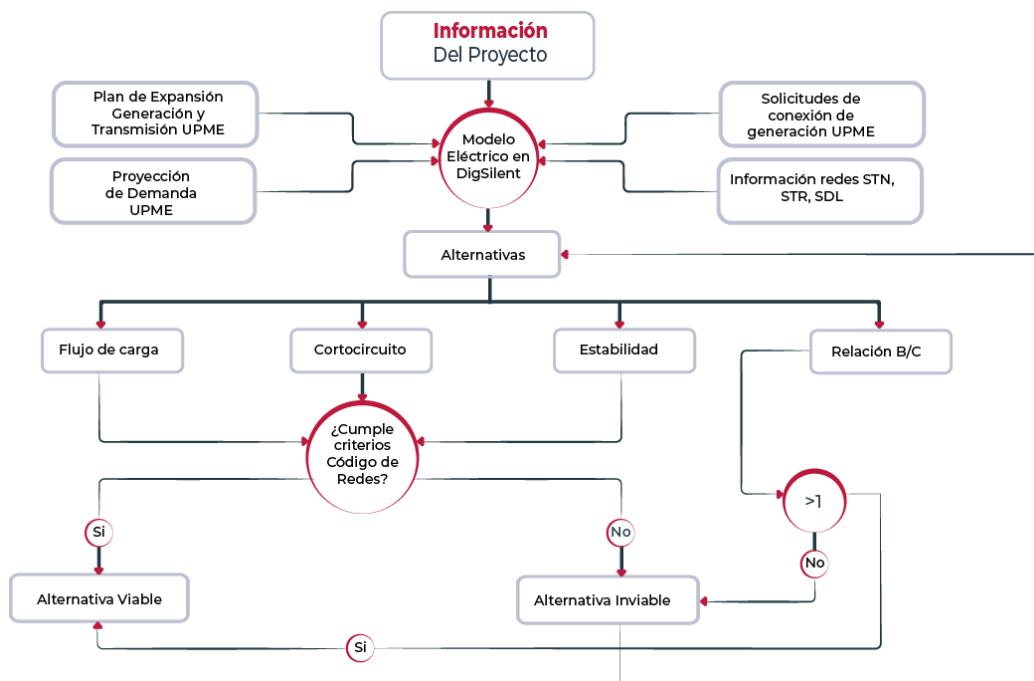 Información
Del Proyecto
Plan de Expansión
Generación y
Transmisión UPME
Solicitudes de
conexión de
generación UPME
Modelo
Eléctrico en
DigSilent
Proyección
de Demanda
UPME
Información redes STN,
STR, SDL
Alternativas
Flujo de carga
Cortocircuito
Estabilidad
Relación B/C
¿Cumple
criterios
Código de
Redes?
>1
Si
No
No
Alternativa Viable
Alternativa Inviable
Si